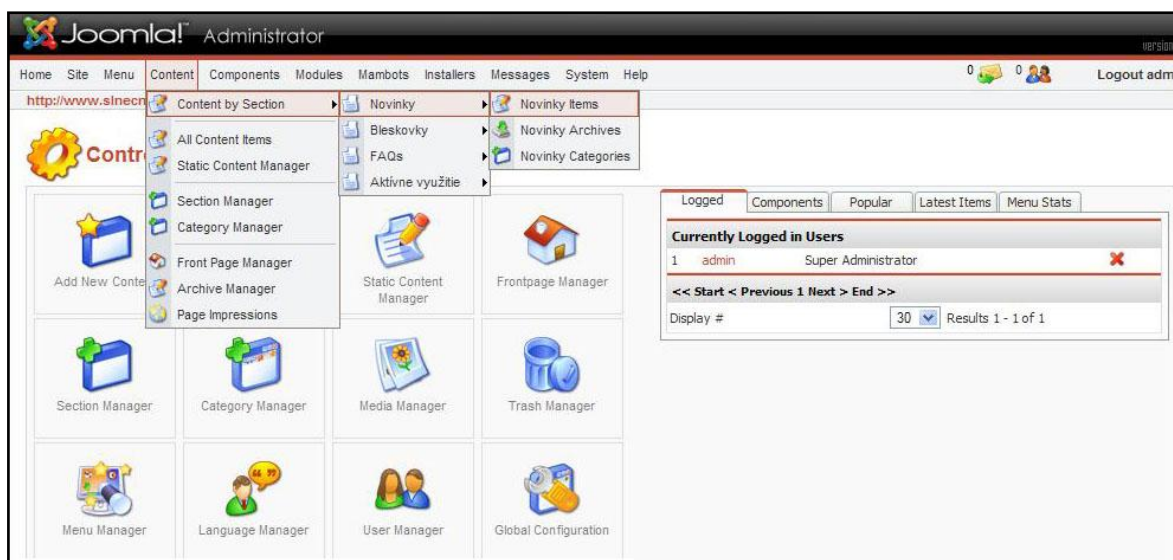 Joomla! Administrator
version
Home Site Menu Content Components Modules Mambots Installers Messages System Help 0 0 Logout adm
http://www.slnecn
Content by Section
All Content Items
Static Content Manager
Section Manager
Category Manager
Front Page Manager
Archive Manager
Page Impressions
Novinky
Bleskovky
FAQs
Aktívne využitie
Novinky Items
Novinky Archives
Novinky Categories
Contr
Add New Conte
Static Content
Manager
Frontpage Manager
Section Manager
Category Manager
Media Manager
Trash Manager
Menu Manager
Language Manager
User Manager
Global Configuration
Logged Components Popular Latest Items Menu Stats
Currently Logged in Users
1 admin Super Administrator
<< Start < Previous 1 Next > End >>
Display # 30 Results 1 - 1 of 1